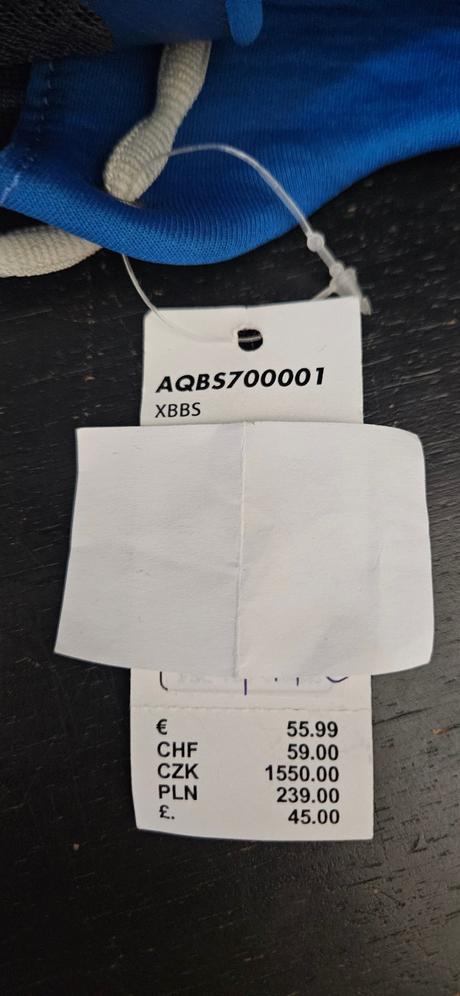 AQBS700001
XBBS
€ 55.99
CHF 59.00
CZK 1550.00
PLN 239.00
£. 45.00